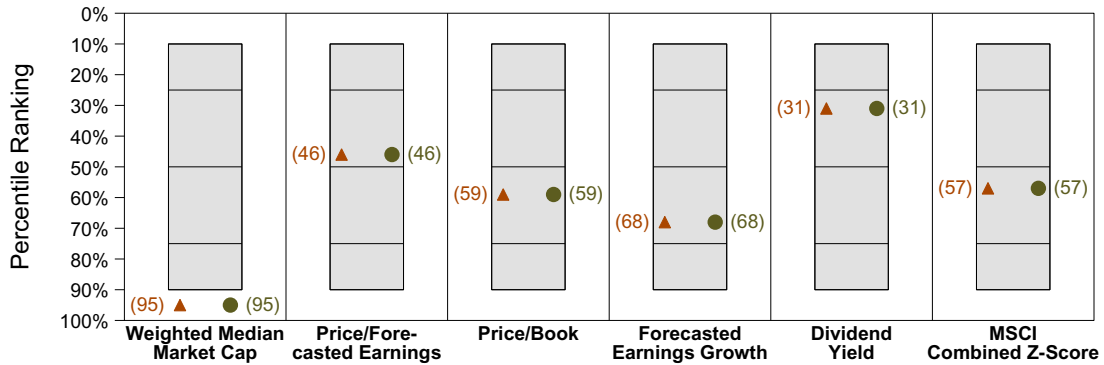 Percentile Ranking
0%
10%
20%
30%
40%
50%
60%
70%
80%
90%
100%
(95)
(95)
(46)
(46)
(59)
(59)
(68)
(68)
(31)
(31)
(57)
(57)
Weighted Median
Market Cap
Price/Fore-
casted Earnings
Price/Book
Forecasted
Earnings Growth
Dividend
Yield
MSCI
Combined Z-Score